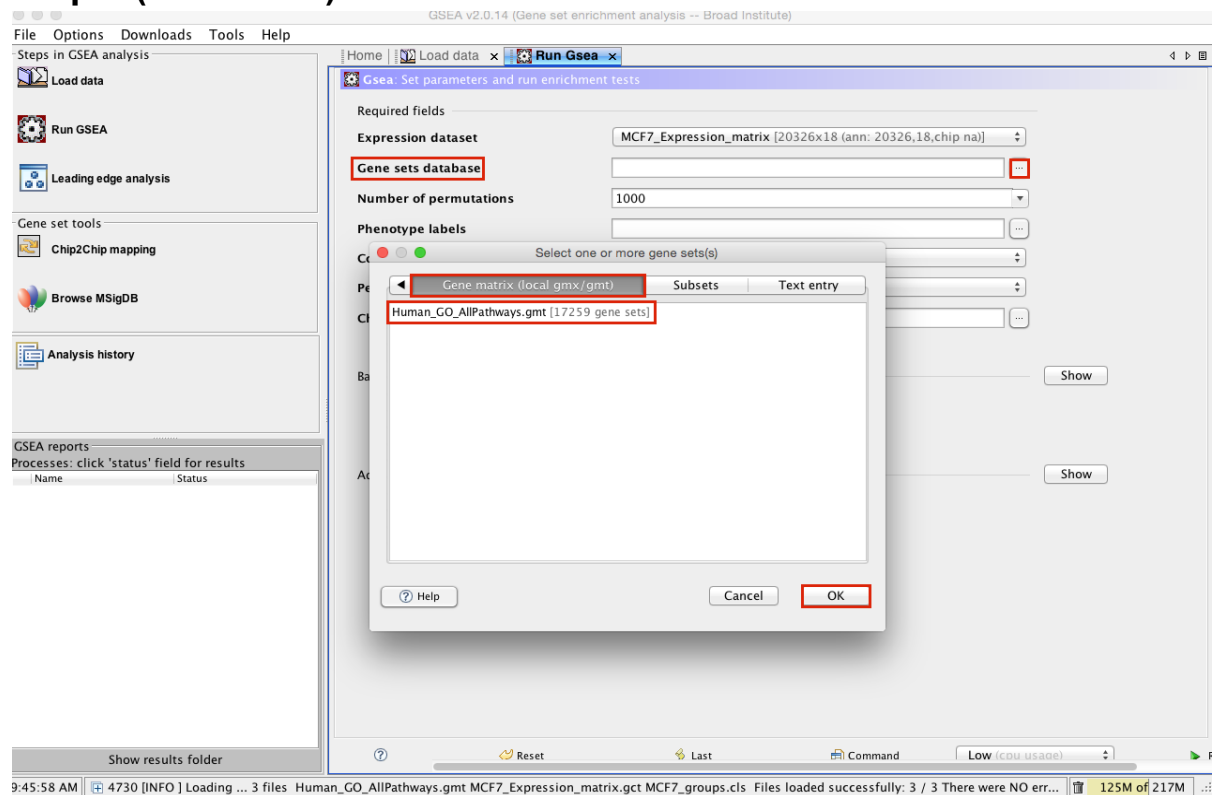 GSEA v2.0.14 (Gene set enrichment analysis -- Broad Institute)
File Options Downloads Tools Help
Steps in GSEA analysis
Home Load data x Run Gsea x
Load data
Gsea: Set parameters and run enrichment tests
Required fields
Run GSEA
Expression dataset MCF7_Expression_matrix [20326x18 (ann: 20326,18,chip na)]
Gene sets database ...
Leading edge analysis
Number of permutations 1000
Gene set tools
Phenotype labels ...
Chip2Chip mapping
Select one or more gene sets(s)
Gene matrix (local gmx/gmt) Subsets Text entry
Browse MSigDB
Human_GO_AllPathways.gmt [17259 gene sets]
...
Analysis history
Ba
Show
GSEA reports
Processes: click 'status' field for results
Name Status
Show
? Help Cancel OK
Show results folder
? Reset Last Command Low (cpu usage)
9:45:58 AM 4730 [INFO ] Loading ... 3 files Human_GO_AllPathways.gmt MCF7_Expression_matrix.gct MCF7_groups.cls Files loaded successfully: 3 / 3 There were NO err... 125M of 217M